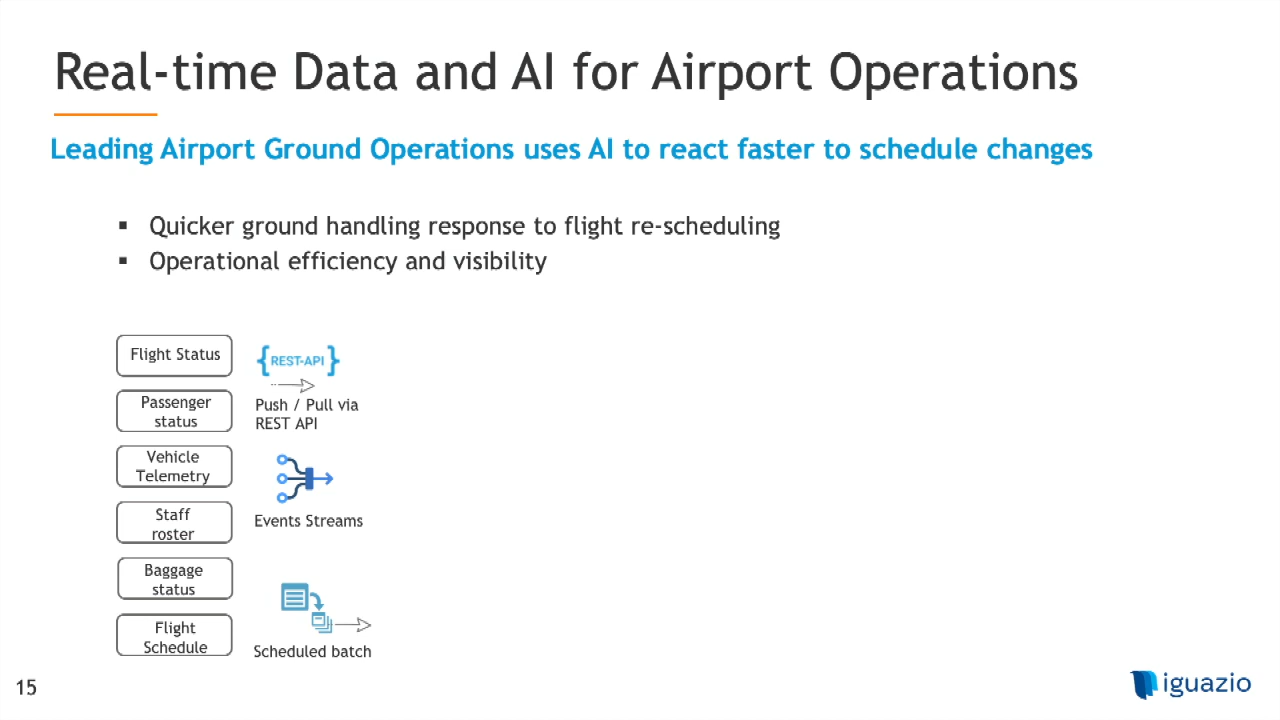 Real-time Data and AI for Airport Operations
Leading Airport Ground Operations uses AI to react faster to schedule changes
▪ Quicker ground handling response to flight re-scheduling
▪ Operational efficiency and visibility
Flight Status
Passenger
status
Vehicle
Telemetry
Staff
roster
Baggage
status
Flight
Schedule
{REST-API}
Push / Pull via
REST API
Events Streams
Scheduled batch
15
iguazio